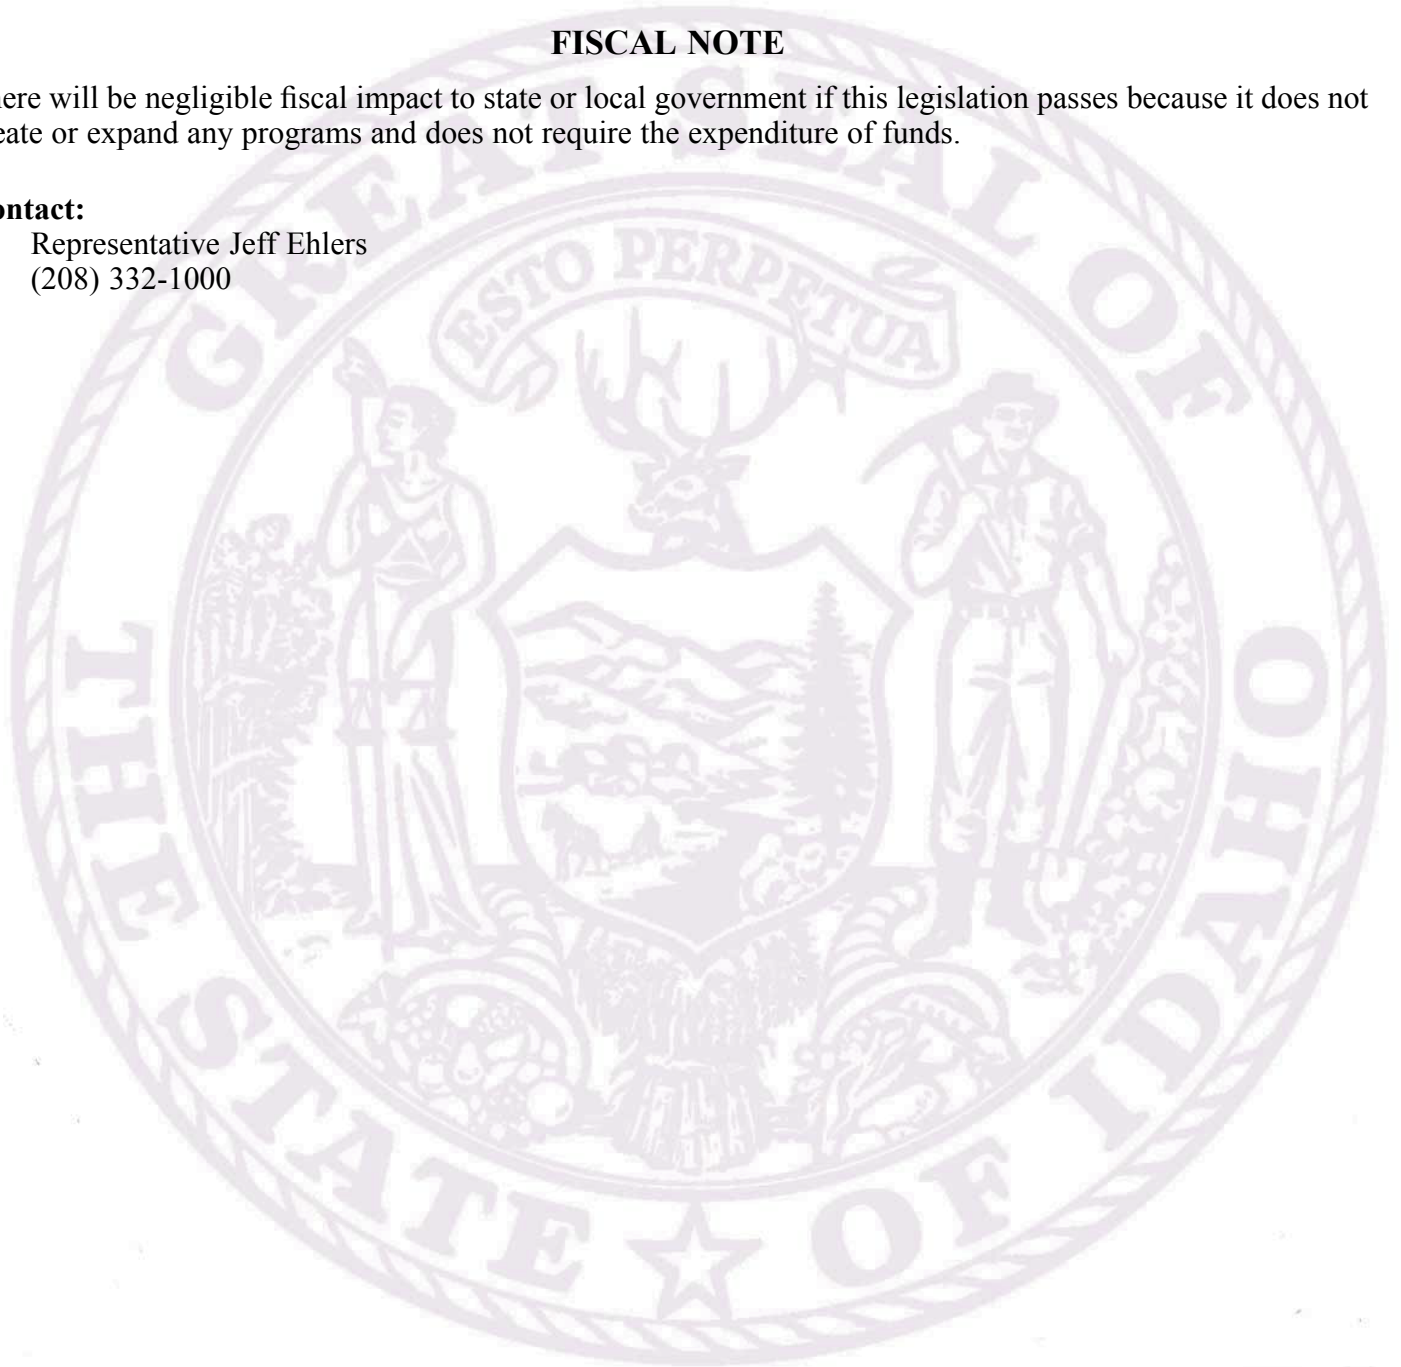 FISCAL NOTE
here will be negligible fiscal impact to state or local government if this legislation passes because it does not
eate or expand any programs and does not require the expenditure of funds.
ontact:
Representative Jeff Ehlers
(208) 332-1000
GREAT SEAL OF
ESTO PERPETUA
THE
STATE OF IDAHO